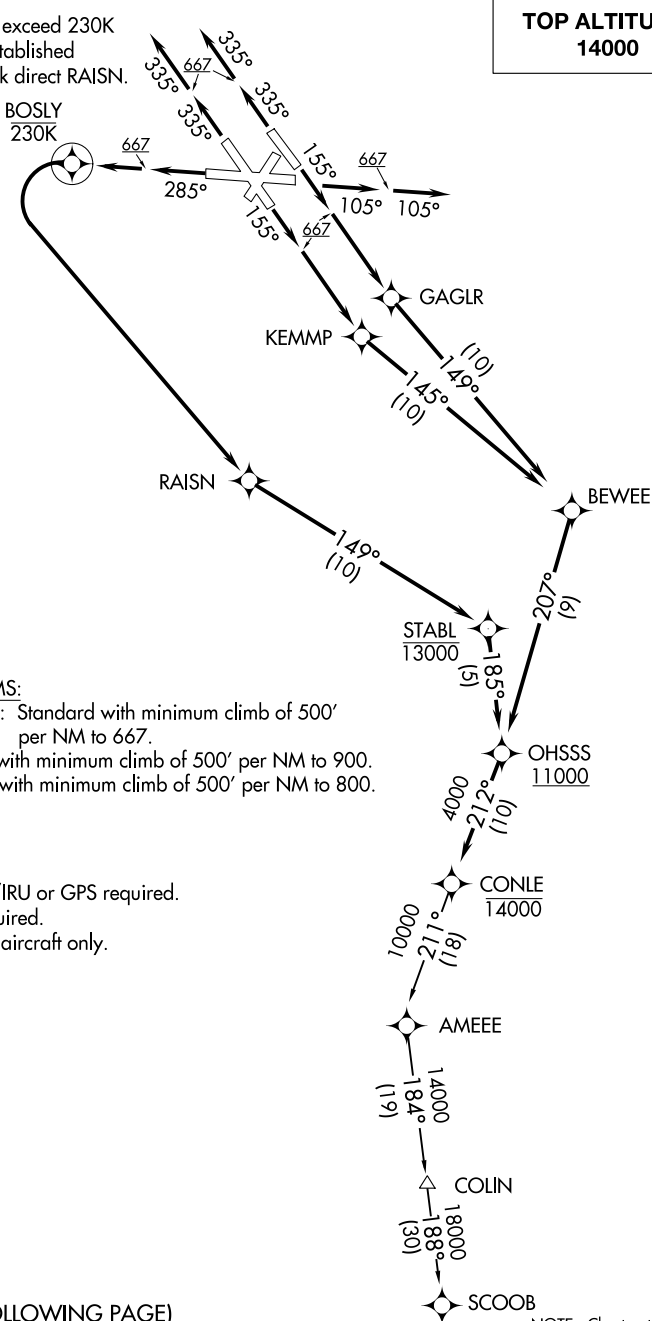 exceed 230K
tablished
k direct RAISN.
TOP ALTITU
14000
335°
335°
667
335°
335°
BOSLY
230K
667
285°
155°
667
105°
105°
155°
667
GAGLR
KEMMP
(10)
149°
145°
(10)
RAISN
BEWEE
149°
(10)
207°
(9)
STABL
13000
185°
(5)
MS:
: Standard with minimum climb of 500'
per NM to 667.
with minimum climb of 500' per NM to 900.
with minimum climb of 500' per NM to 800.
OHSSS
11000
4000
212°
(10)
/IRU or GPS required.
uired.
aircraft only.
CONLE
14000
10000
211°
(18)
AMEEE
14000
184°
(19)
COLIN
18000
188°
(30)
SCOOB
OLLOWING PAGE)